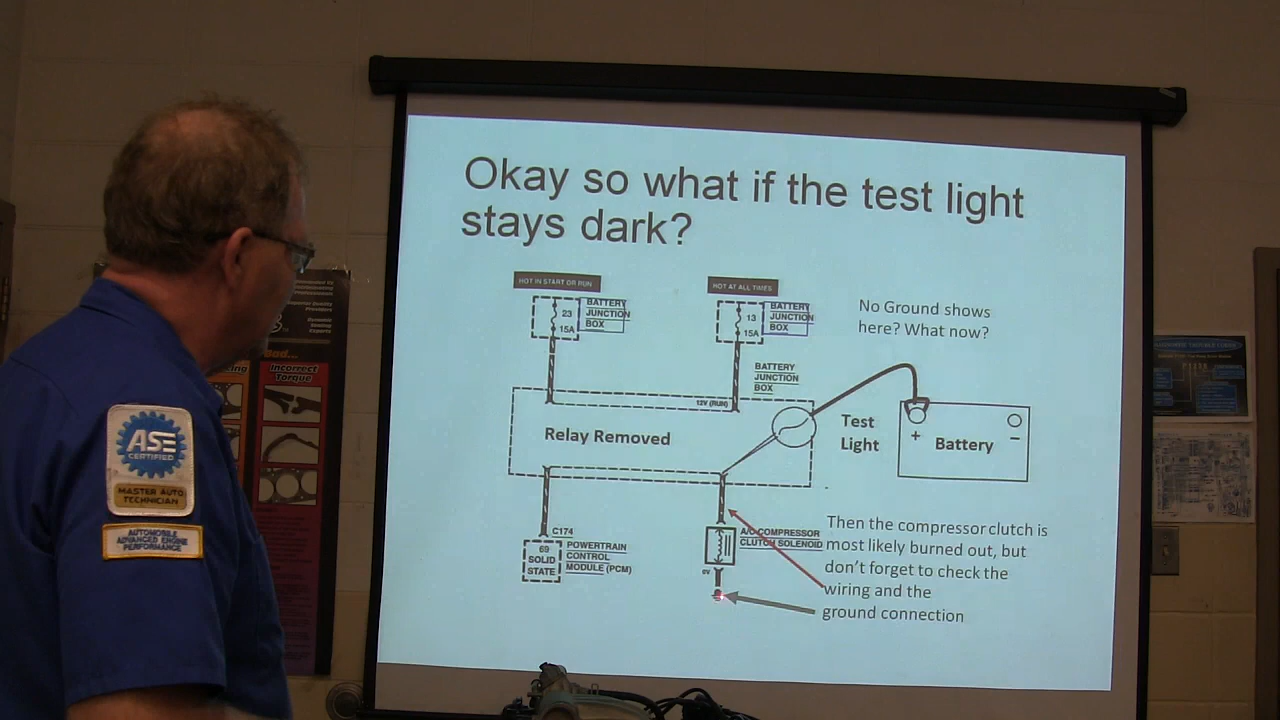 Okay so what if the test light
stays dark?
HOT IN START OR RUN
HOT AT ALL TIMES
23
15A
BATTERY
JUNCTION
BOX
13
15A
BATTERY
JUNCTION
BOX
No Ground shows
here? What now?
BATTERY
JUNCTION
BOX
12V (RUN)
Relay Removed
Test
Light
+
Battery
−
C174
69
SOLID
STATE
POWERTRAIN
CONTROL
MODULE (PCM)
A/C COMPRESSOR
CLUTCH SOLENOID
0V
Then the compressor clutch is
most likely burned out, but
don't forget to check the
wiring and the
ground connection
ASE
CERTIFIED
MASTER AUTO
TECHNICIAN
AUTOMOBILE
ADVANCED ENGINE
PERFORMANCE
Bad...
Incorrect
Torque